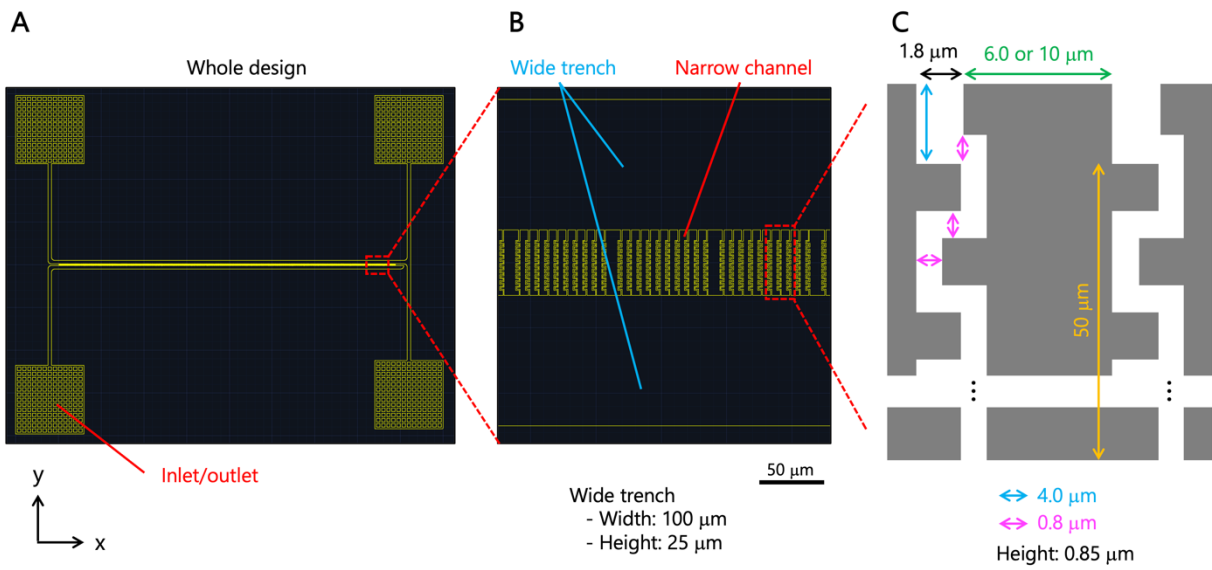 A
Whole design
Inlet/outlet
y
x
B
Wide trench
Narrow channel
50 μm
Wide trench
- Width: 100 μm
- Height: 25 μm
C
1.8 μm
6.0 or 10 μm
50 μm
⋮
⋮
4.0 μm
0.8 μm
Height: 0.85 μm